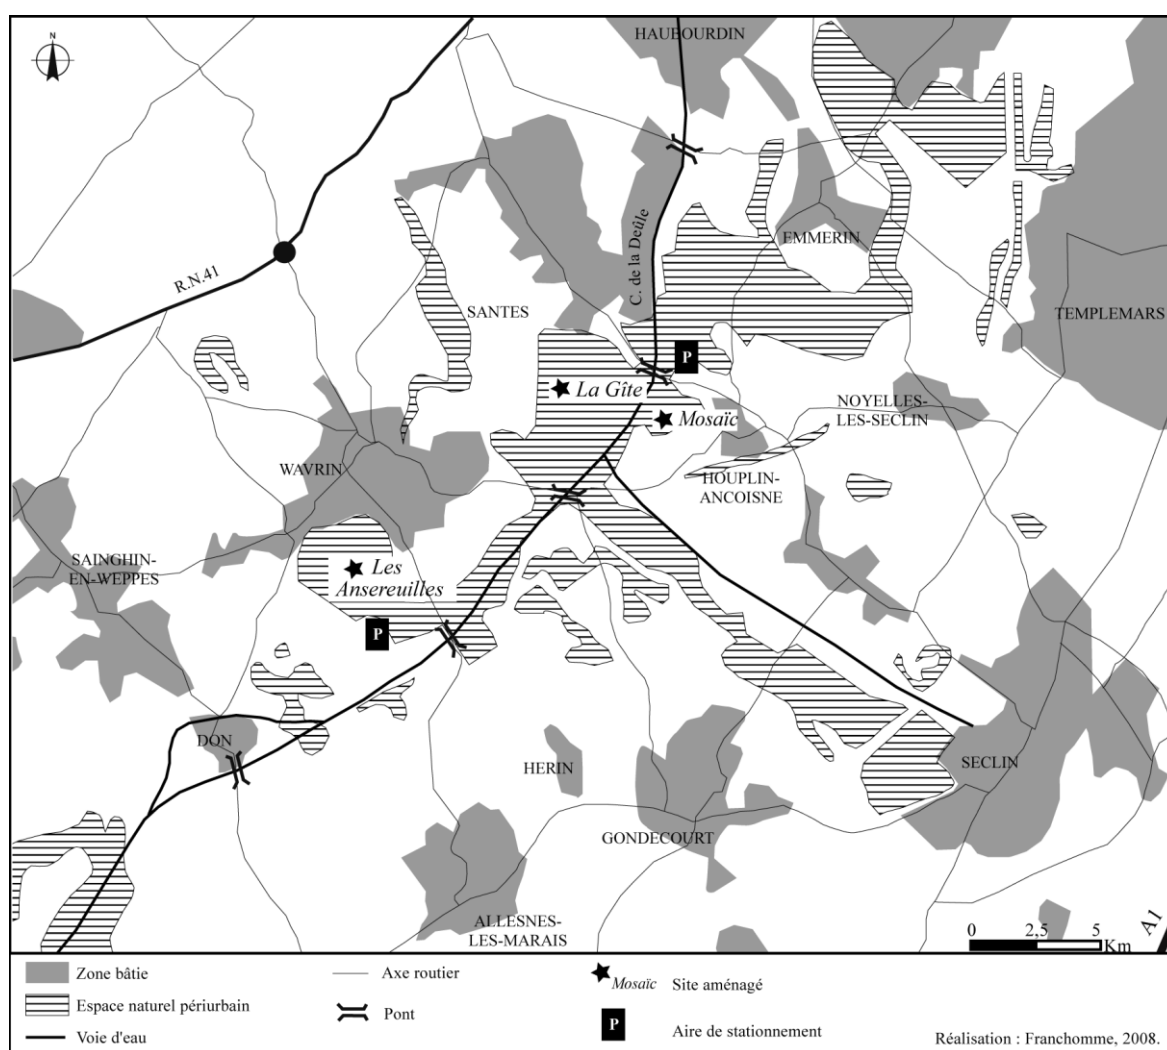 N
HAUBOURDIN
C. de la Deûle
EMMERIN
R.N.41
SANTES
TEMPLEMARS
P
La Gîte
Mosaïc
NOYELLES-
LES-SECLIN
WAVRIN
HOUPLIN-
ANCOISNE
SAINGHIN-
EN-WEPPES
Les
Ansereuilles
P
DON
HERIN
SECLIN
GONDECOURT
ALLESNES-
LES-MARAIS
0 2,5 5
Km
A1
Zone bâtie
Espace naturel périurbain
Voie d'eau
Axe routier
Pont
Mosaïc Site aménagé
P Aire de stationnement
Réalisation : Franchomme, 2008.